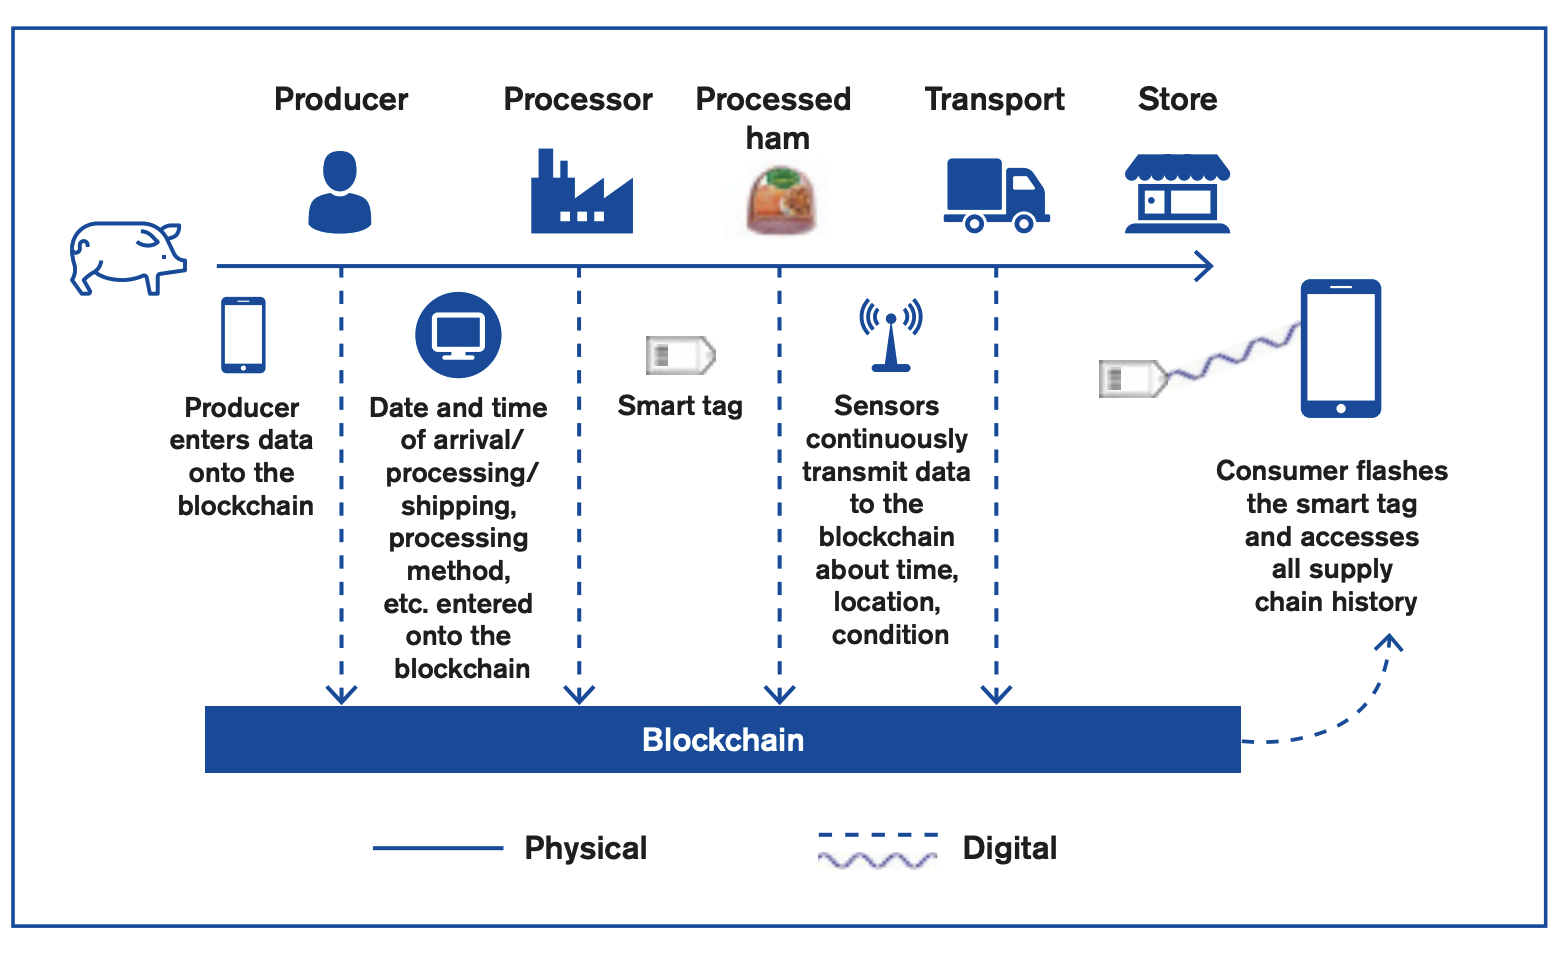 Producer
Processor
Processed
ham
Transport
Store
Producer
enters data
onto the
blockchain
Date and time
of arrival/
processing/
shipping,
processing
method,
etc. entered
onto the
blockchain
Smart tag
Sensors
continuously
transmit data
to the
blockchain
about time,
location,
condition
Consumer flashes
the smart tag
and accesses
all supply
chain history
Blockchain
Physical
Digital